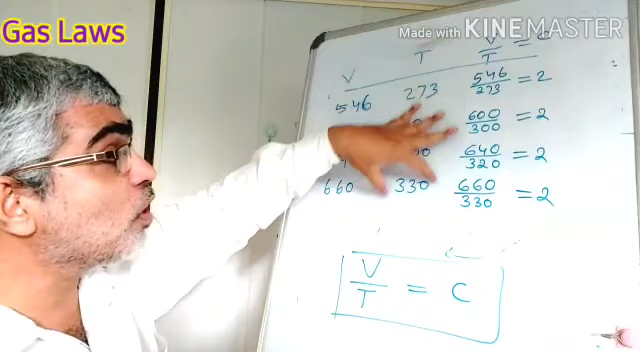 Gas Laws
Made with KINEMASTER
V T V/T = C
546 273 546/273 = 2
600/300 = 2
640/320 = 2
660 330 660/330 = 2
V/T = C